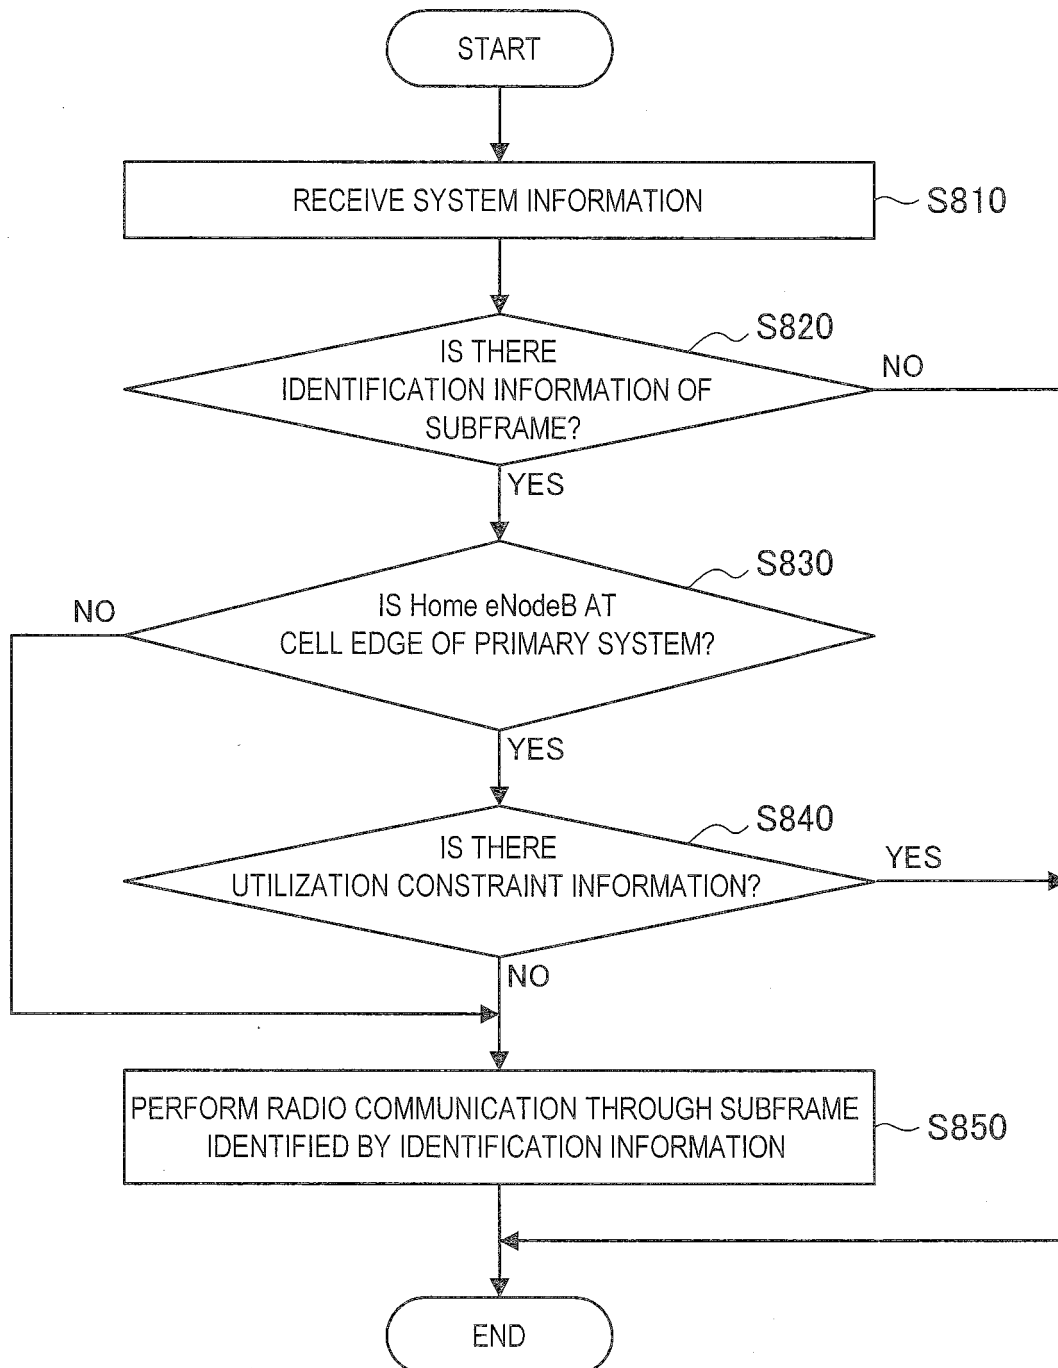 START
RECEIVE SYSTEM INFORMATION
S810
S820
IS THERE
IDENTIFICATION INFORMATION OF
SUBFRAME?
NO
YES
S830
NO
IS Home eNodeB AT
CELL EDGE OF PRIMARY SYSTEM?
YES
S840
IS THERE
UTILIZATION CONSTRAINT INFORMATION?
YES
NO
PERFORM RADIO COMMUNICATION THROUGH SUBFRAME
IDENTIFIED BY IDENTIFICATION INFORMATION
S850
END